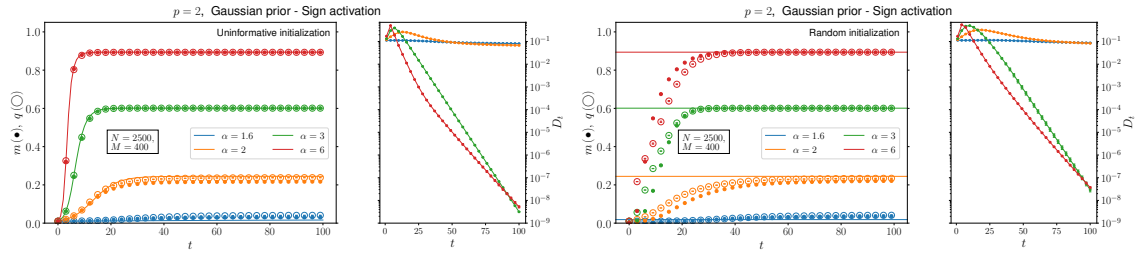 p = 2, Gaussian prior - Sign activation
Uninformative initialization
1.0
0.8
0.6
0.4
0.2
0.0
m(●), q(○)
N = 2500,
M = 400
α = 1.6
α = 2
α = 3
α = 6
0 20 40 60 80 100
t
10⁻¹
10⁻²
10⁻³
10⁻⁴
10⁻⁵
10⁻⁶
10⁻⁷
10⁻⁸
10⁻⁹
D_t
0 25 50 75 100
t
p = 2, Gaussian prior - Sign activation
Random initialization
1.0
0.8
0.6
0.4
0.2
0.0
m(●), q(○)
N = 2500,
M = 400
α = 1.6
α = 2
α = 3
α = 6
0 20 40 60 80 100
t
10⁻¹
10⁻²
10⁻³
10⁻⁴
10⁻⁵
10⁻⁶
10⁻⁷
10⁻⁸
10⁻⁹
D_t
0 25 50 75 100
t